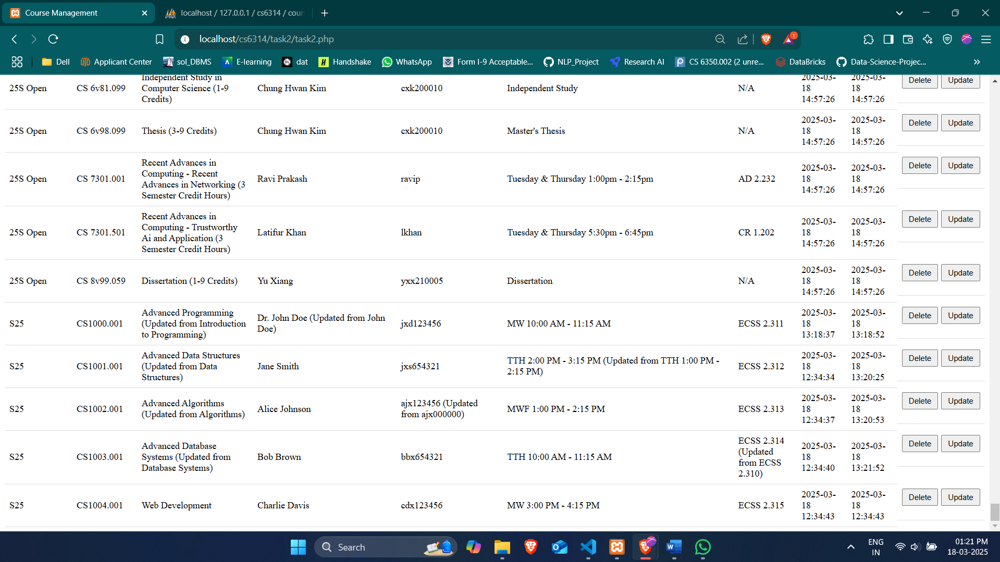 Course Management
localhost / 127.0.0.1 / cs6314 / cour
localhost/cs6314/task2/task2.php
1
Dell
Applicant Center
sol_DBMS
E-learning
dat
Handshake
WhatsApp
Form I-9 Acceptable...
NLP_Project
Research AI
CS 6350.002 (2 unre...
DataBricks
Data-Science-Projec...
25S Open
CS 6v81.099
Independent Study in
Computer Science (1-9
Credits)
Chung Hwan Kim
cxk200010
Independent Study
N/A
2025-03-
18
14:57:26
2025-03-
18
14:57:26
Delete
Update
25S Open
CS 6v98.099
Thesis (3-9 Credits)
Chung Hwan Kim
cxk200010
Master's Thesis
N/A
2025-03-
18
14:57:26
2025-03-
18
14:57:26
Delete
Update
25S Open
CS 7301.001
Recent Advances in
Computing - Recent
Advances in Networking (3
Semester Credit Hours)
Ravi Prakash
ravip
Tuesday & Thursday 1:00pm - 2:15pm
AD 2.232
2025-03-
18
14:57:26
2025-03-
18
14:57:26
Delete
Update
25S Open
CS 7301.501
Recent Advances in
Computing - Trustworthy
Ai and Application (3
Semester Credit Hours)
Latifur Khan
lkhan
Tuesday & Thursday 5:30pm - 6:45pm
CR 1.202
2025-03-
18
14:57:26
2025-03-
18
14:57:26
Delete
Update
25S Open
CS 8v99.059
Dissertation (1-9 Credits)
Yu Xiang
yxx210005
Dissertation
N/A
2025-03-
18
14:57:26
2025-03-
18
14:57:26
Delete
Update
S25
CS1000.001
Advanced Programming
(Updated from Introduction
to Programming)
Dr. John Doe (Updated from John
Doe)
jxd123456
MW 10:00 AM - 11:15 AM
ECSS 2.311
2025-03-
18
13:18:37
2025-03-
18
13:18:52
Delete
Update
S25
CS1001.001
Advanced Data Structures
(Updated from Data
Structures)
Jane Smith
jxs654321
TTH 2:00 PM - 3:15 PM (Updated from TTH 1:00 PM -
2:15 PM)
ECSS 2.312
2025-03-
18
12:34:34
2025-03-
18
13:20:25
Delete
Update
S25
CS1002.001
Advanced Algorithms
(Updated from Algorithms)
Alice Johnson
ajx123456 (Updated
from ajx000000)
MWF 1:00 PM - 2:15 PM
ECSS 2.313
2025-03-
18
12:34:37
2025-03-
18
13:20:53
Delete
Update
S25
CS1003.001
Advanced Database
Systems (Updated from
Database Systems)
Bob Brown
bbx654321
TTH 10:00 AM - 11:15 AM
ECSS 2.314
(Updated
from ECSS
2.310)
2025-03-
18
12:34:40
2025-03-
18
13:21:52
Delete
Update
S25
CS1004.001
Web Development
Charlie Davis
cdx123456
MW 3:00 PM - 4:15 PM
ECSS 2.315
2025-03-
18
12:34:43
2025-03-
18
12:34:43
Delete
Update
Search
ENG
IN
01:21 PM
18-03-2025